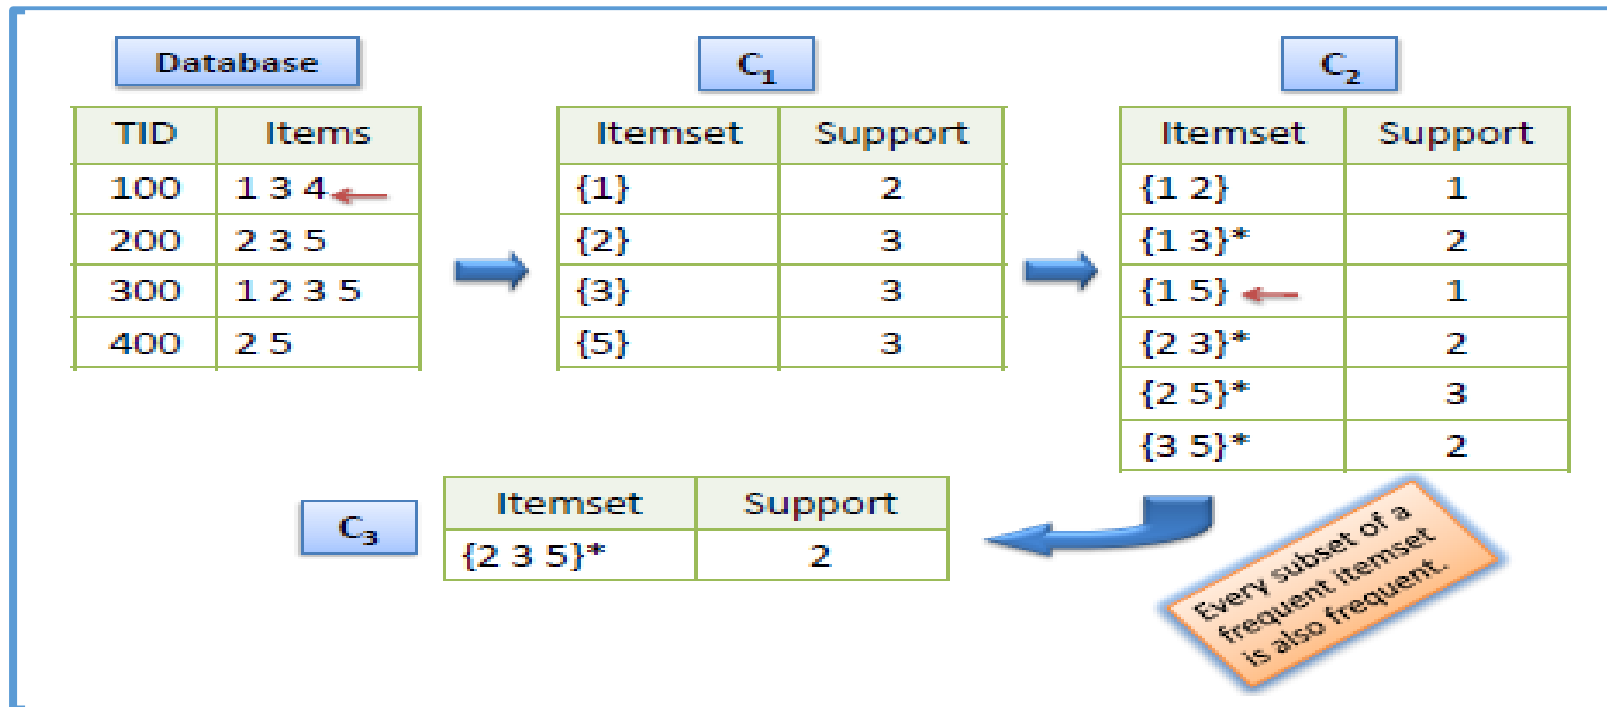 Database
TID Items
100 1 3 4
200 2 3 5
300 1 2 3 5
400 2 5
C1
Itemset Support
{1} 2
{2} 3
{3} 3
{5} 3
C2
Itemset Support
{1 2} 1
{1 3}* 2
{1 5} 1
{2 3}* 2
{2 5}* 3
{3 5}* 2
C3
Itemset Support
{2 3 5}* 2
Every subset of a
frequent itemset
is also frequent.